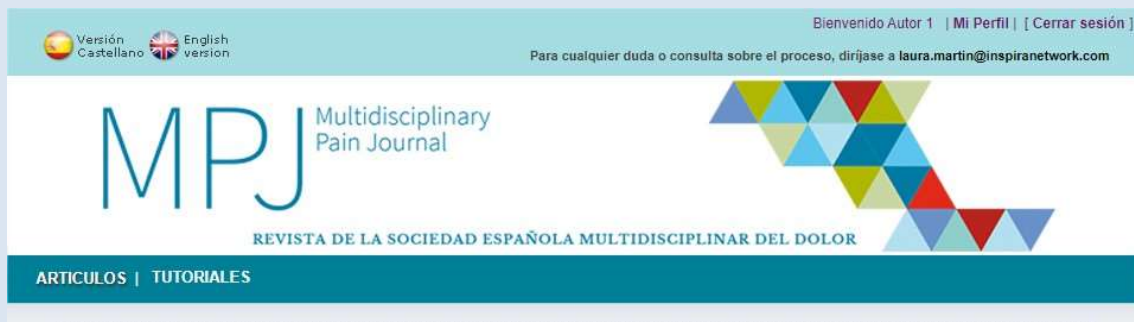 Versión Castellano
English version
Bienvenido Autor 1 | Mi Perfil | [ Cerrar sesión ]
Para cualquier duda o consulta sobre el proceso, diríjase a laura.martin@inspiranetwork.com
MPJ
Multidisciplinary
Pain Journal
REVISTA DE LA SOCIEDAD ESPAÑOLA MULTIDISCIPLINAR DEL DOLOR
ARTICULOS | TUTORIALES